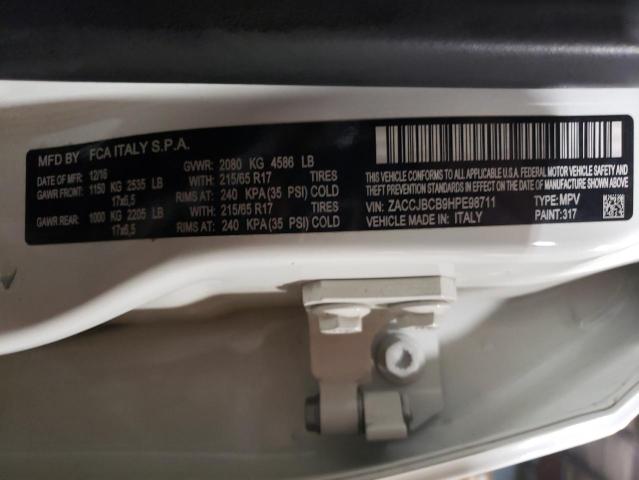 MFD BY FCA ITALY S.P.A.
DATE OF MFR: 12/16 GVWR: 2080 KG 4586 LB
GAWR FRONT: 1150 KG 2535 LB WITH: 215/65 R17 TIRES
17x6,5 RIMS AT: 240 KPA(35 PSI) COLD
GAWR REAR: 1000 KG 2205 LB WITH: 215/65 R17 TIRES
17x6,5 RIMS AT: 240 KPA(35 PSI) COLD
THIS VEHICLE CONFORMS TO ALL APPLICABLE U.S.A. FEDERAL MOTOR VEHICLE SAFETY
BUMPER AND THEFT PREVENTION STANDARDS IN EFFECT ON THE DATE OF MANUFACTURE SHOWN ABOVE.
VIN: ZACCJBCB9HPE98711 TYPE: MPV
VEHICLE MADE IN: ITALY PAINT: 317